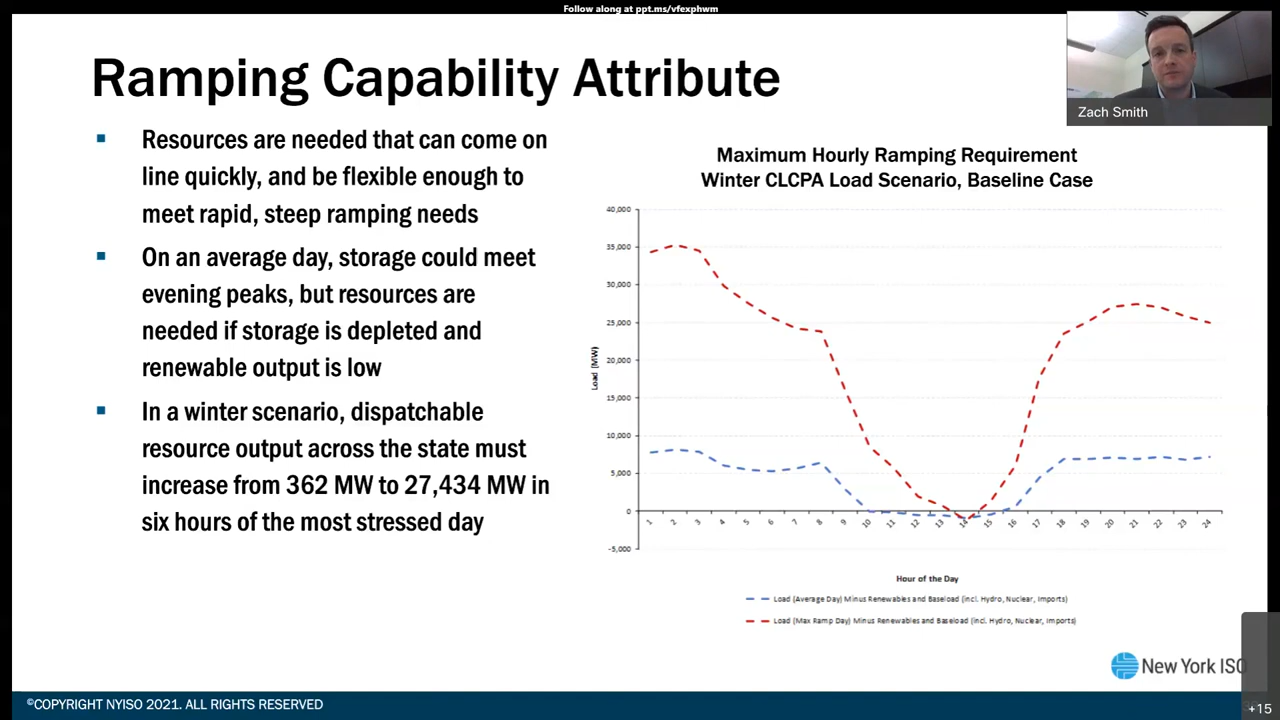 Follow along at ppt.ms/vfexphwm
Ramping Capability Attribute
Zach Smith
Resources are needed that can come on
line quickly, and be flexible enough to
meet rapid, steep ramping needs
On an average day, storage could meet
evening peaks, but resources are
needed if storage is depleted and
renewable output is low
In a winter scenario, dispatchable
resource output across the state must
increase from 362 MW to 27,434 MW in
six hours of the most stressed day
Maximum Hourly Ramping Requirement
Winter CLCPA Load Scenario, Baseline Case
40,000
35,000
30,000
25,000
20,000
15,000
10,000
5,000
0
-5,000
Load (MW)
1 2 3 4 5 6 7 8 9 10 11 12 13 14 15 16 17 18 19 20 21 22 23 24
Hour of the Day
Load (Average Day) Minus Renewables and Baseload (incl. Hydro, Nuclear, Imports)
Load (Max Ramp Day) Minus Renewables and Baseload (incl. Hydro, Nuclear, Imports)
New York ISO
©COPYRIGHT NYISO 2021. ALL RIGHTS RESERVED
+15